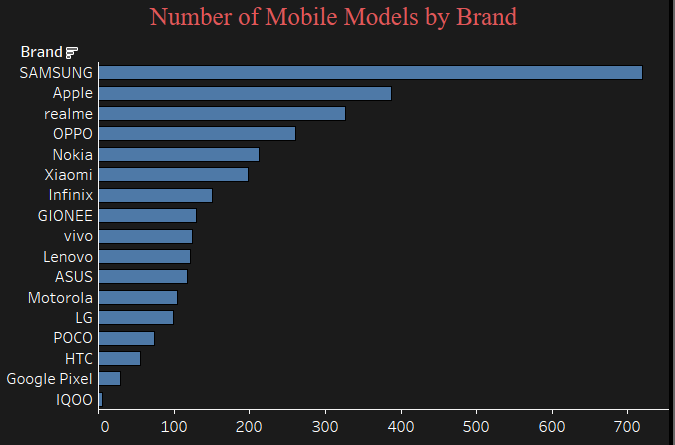 Number of Mobile Models by Brand
Brand
SAMSUNG
Apple
realme
OPPO
Nokia
Xiaomi
Infinix
GIONEE
vivo
Lenovo
ASUS
Motorola
LG
POCO
HTC
Google Pixel
IQOO
0 100 200 300 400 500 600 700